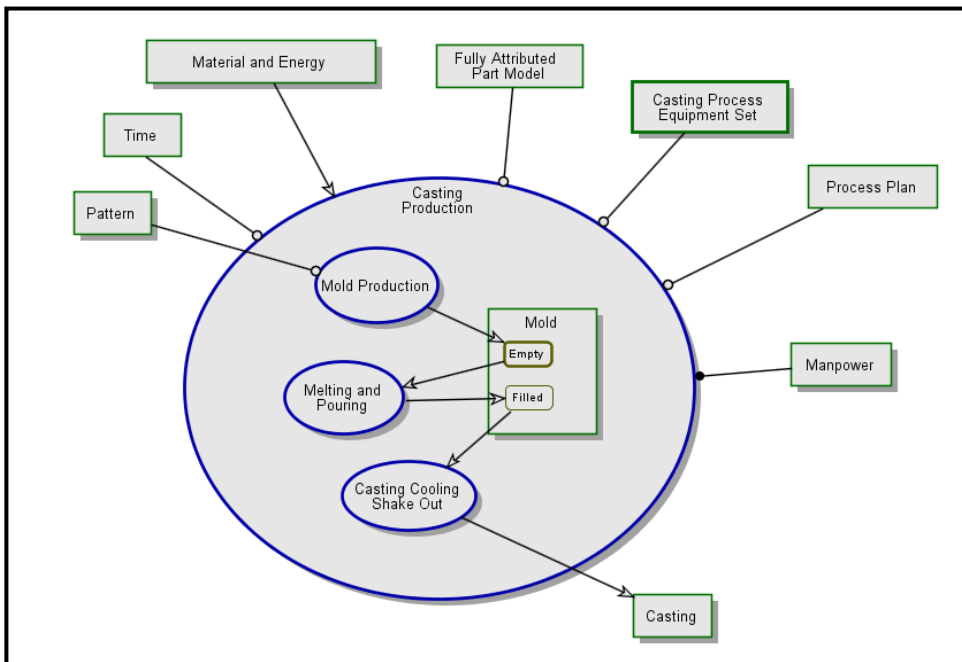 Material and Energy
Fully Attributed
Part Model
Casting Process
Equipment Set
Time
Process Plan
Pattern
Casting
Production
Mold Production
Mold
Empty
Manpower
Melting and
Pouring
Filled
Casting Cooling
Shake Out
Casting